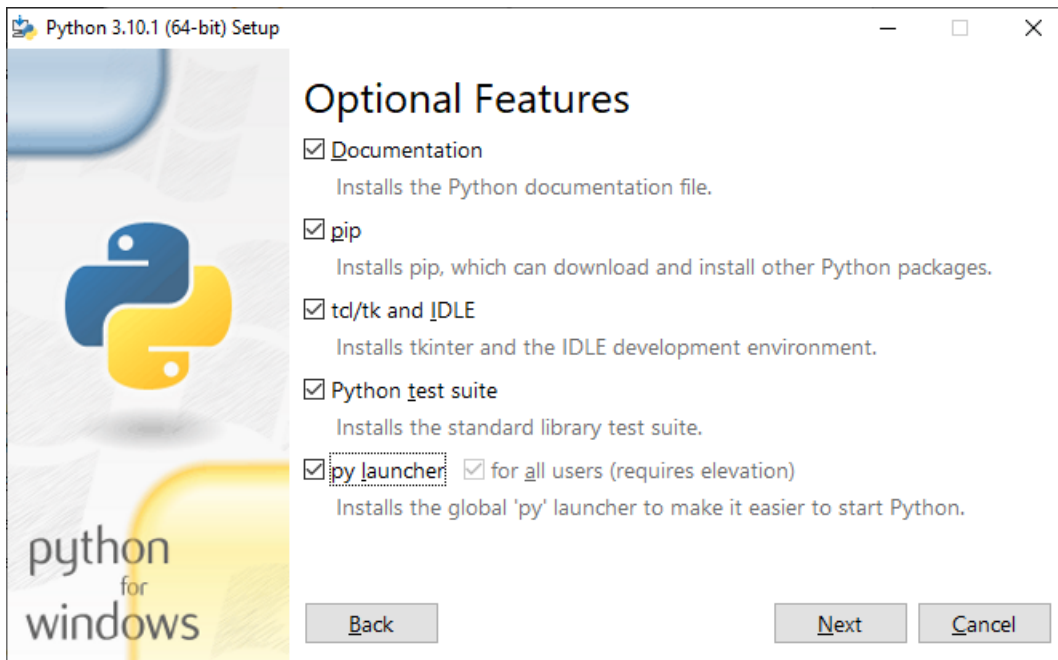 Python 3.10.1 (64-bit) Setup
Optional Features
Documentation
Installs the Python documentation file.
pip
Installs pip, which can download and install other Python packages.
tcl/tk and IDLE
Installs tkinter and the IDLE development environment.
Python test suite
Installs the standard library test suite.
py launcher for all users (requires elevation)
Installs the global 'py' launcher to make it easier to start Python.
python
for
windows
Back Next Cancel